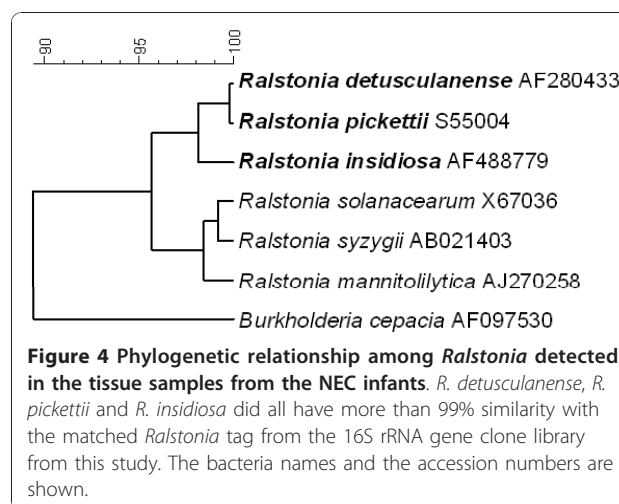 90 95 100
Ralstonia detusculanense AF280433
Ralstonia pickettii S55004
Ralstonia insidiosa AF488779
Ralstonia solanacearum X67036
Ralstonia syzygii AB021403
Ralstonia mannitolilytica AJ270258
Burkholderia cepacia AF097530
Figure 4 Phylogenetic relationship among Ralstonia detected
in the tissue samples from the NEC infants. R. detusculanense, R.
pickettii and R. insidiosa did all have more than 99% similarity with
the matched Ralstonia tag from the 16S rRNA gene clone library
from this study. The bacteria names and the accession numbers are
shown.